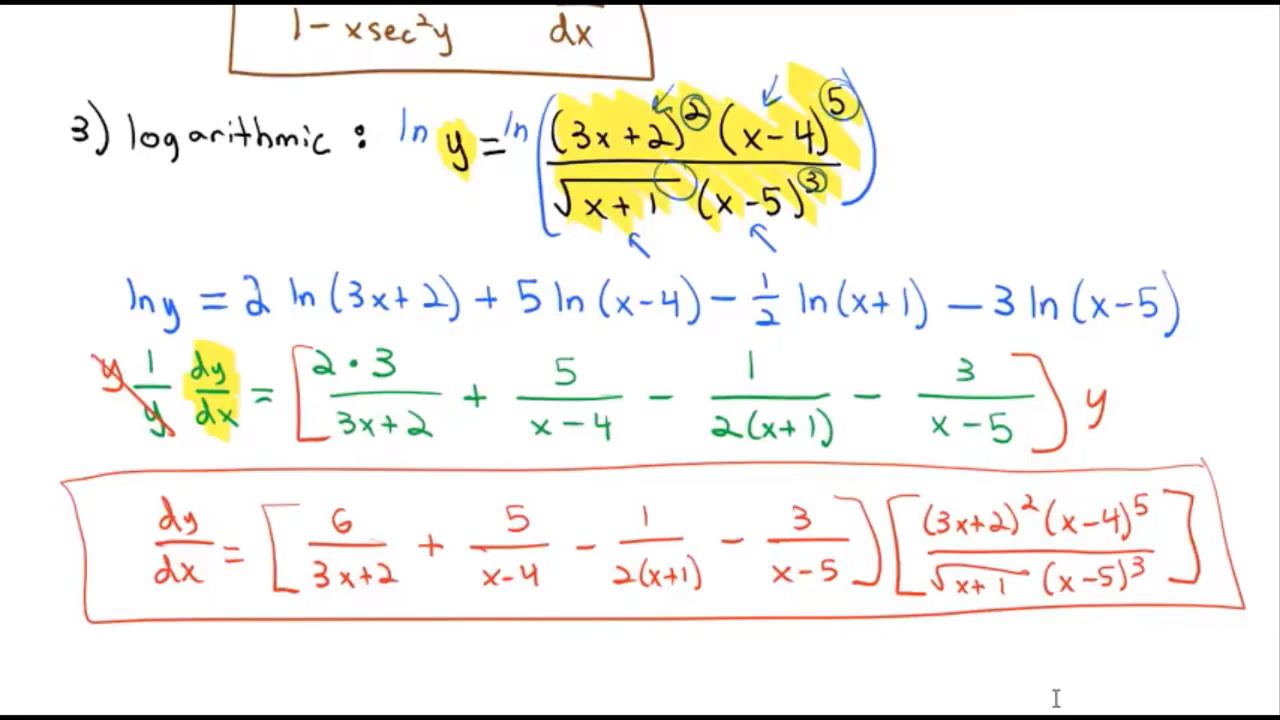 1 - x sec²y dx
3) logarithmic : ln y = ln ( (3x+2)² (x-4)⁵ / √(x+1) (x-5)³ )
ln y = 2 ln (3x+2) + 5 ln (x-4) - 1/2 ln (x+1) - 3 ln (x-5)
y 1/y dy/dx = [ 2·3/(3x+2) + 5/(x-4) - 1/(2(x+1)) - 3/(x-5) ] y
dy/dx = [ 6/(3x+2) + 5/(x-4) - 1/(2(x+1)) - 3/(x-5) ] [ (3x+2)² (x-4)⁵ / √(x+1) (x-5)³ ]